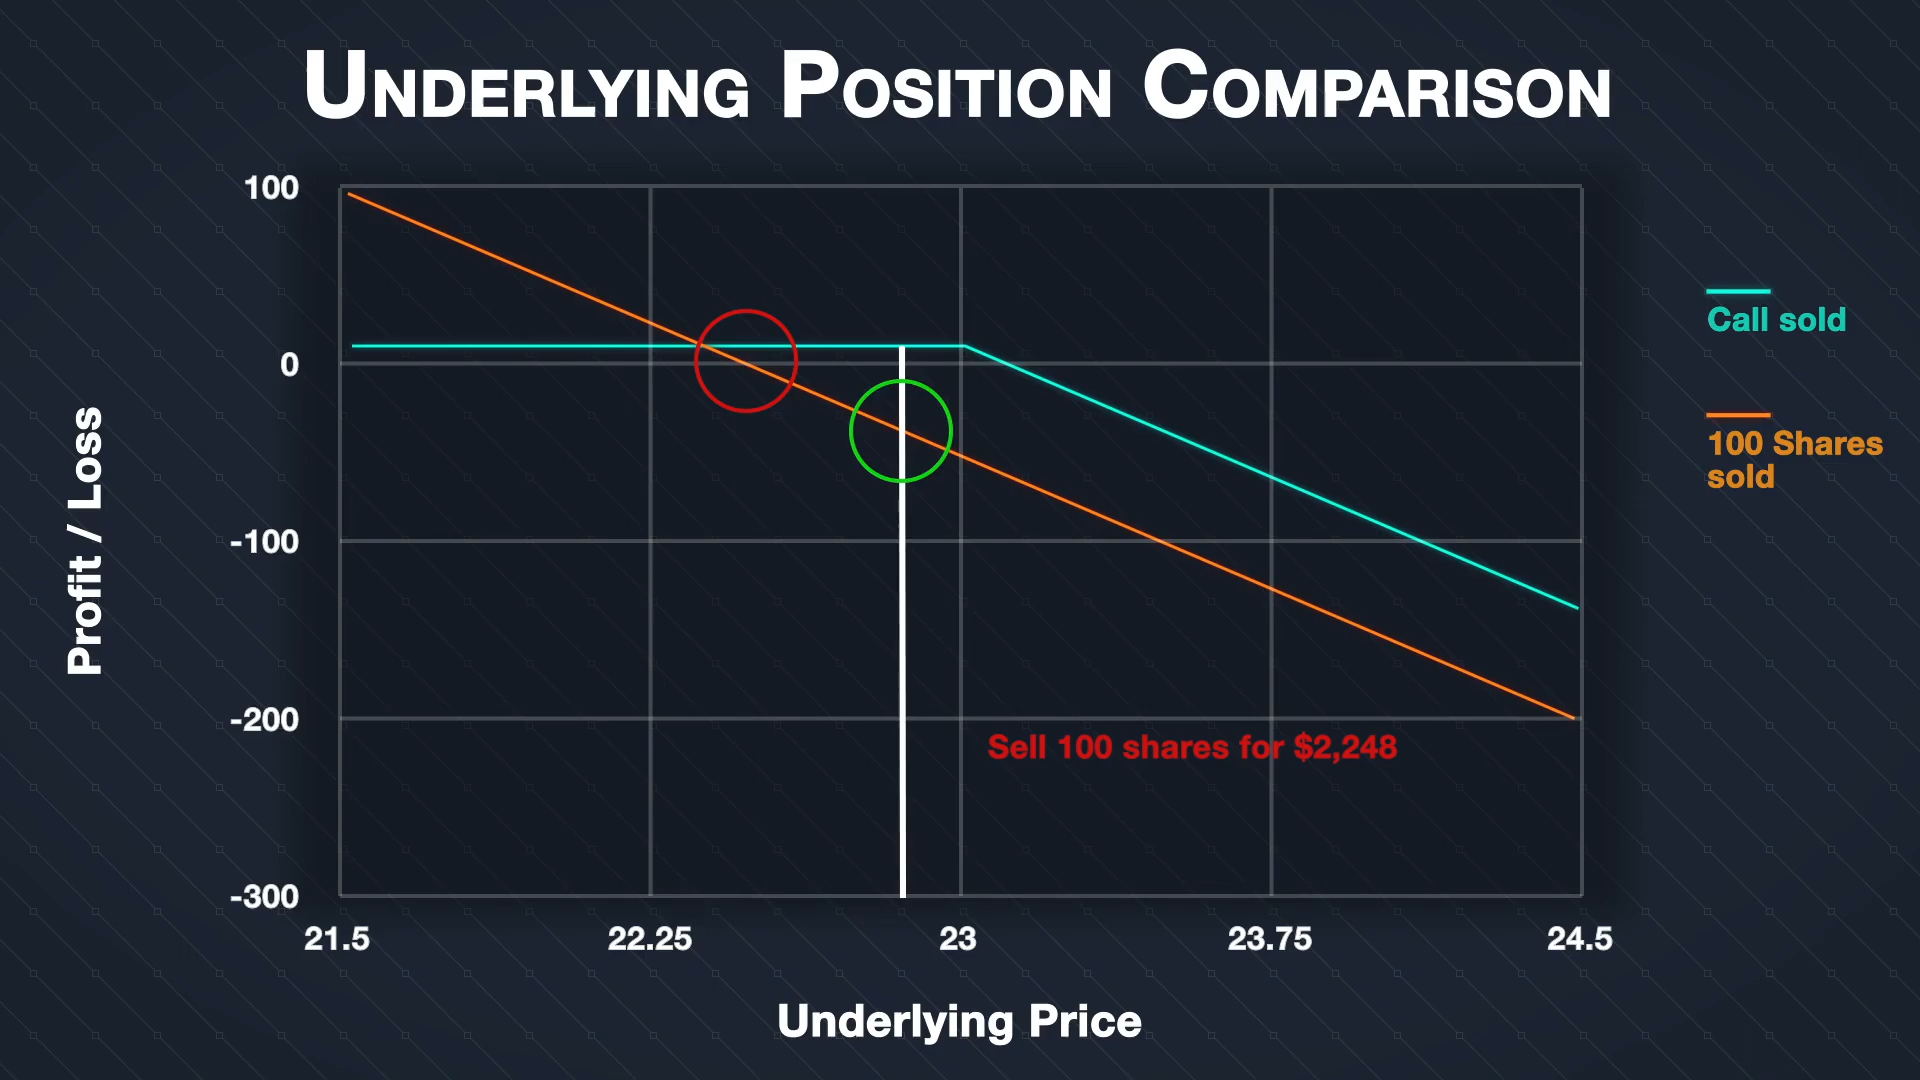 Underlying Position Comparison
100
0
-100
-200
-300
Profit / Loss
Call sold
100 Shares
sold
Sell 100 shares for $2,248
21.5
22.25
23
23.75
24.5
Underlying Price